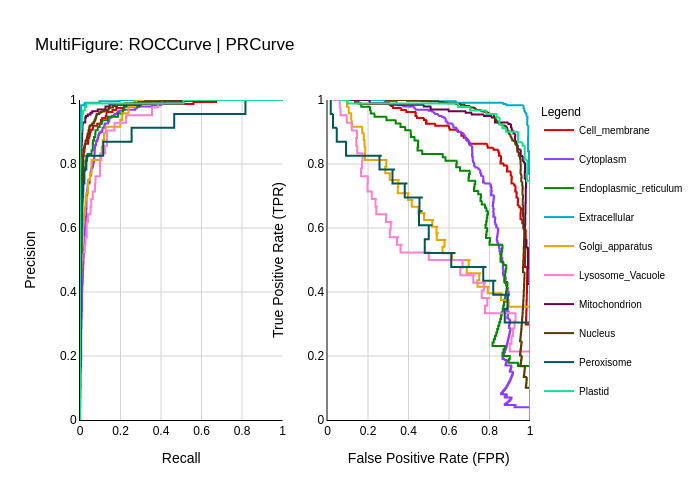 MultiFigure: ROCCurve | PRCurve
Precision
1
0.8
0.6
0.4
0.2
0
0 0.2 0.4 0.6 0.8 1
Recall
True Positive Rate (TPR)
1
0.8
0.6
0.4
0.2
0
0 0.2 0.4 0.6 0.8 1
False Positive Rate (FPR)
Legend
Cell_membrane
Cytoplasm
Endoplasmic_reticulum
Extracellular
Golgi_apparatus
Lysosome_Vacuole
Mitochondrion
Nucleus
Peroxisome
Plastid